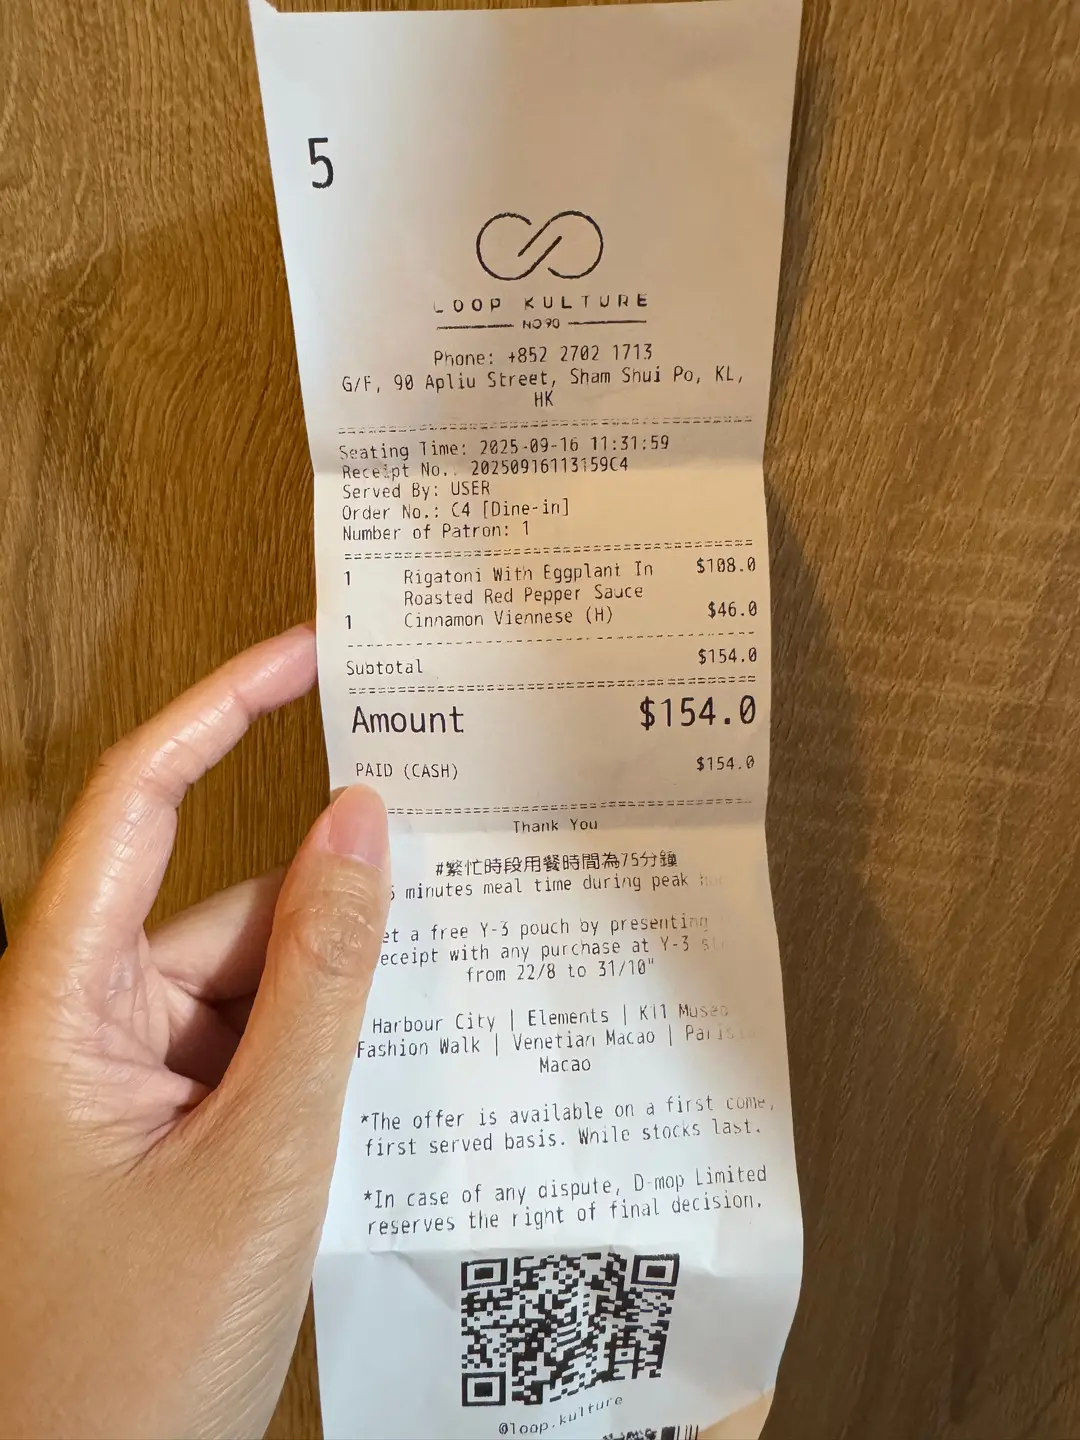 5
LOOP KULTURE
NO 90
Phone: +852 2702 1713
G/F, 90 Apliu Street, Sham Shui Po, KL,
HK
Seating Time: 2025-09-16 11:31:59
Receipt No.: 20250916113159C4
Served By: USER
Order No.: C4 [Dine-in]
Number of Patron: 1
1 Rigatoni With Eggplant In $108.0
Roasted Red Pepper Sauce
1 Cinnamon Viennese (H) $46.0
Subtotal $154.0
Amount $154.0
PAID (CASH) $154.0
Thank You
#繁忙時段用餐時間為75分鐘
minutes meal time during peak
a free Y-3 pouch by presenting
with any purchase at Y-3
from 22/8 to 31/10"
Harbour City | Elements | K11 Musea
Fashion Walk | Venetian Macao |
Macao
*The offer is available on a first come,
first served basis. While stocks last.
*In case of any dispute, D-mop Limited
reserves the right of final decision.
@loop.kulture